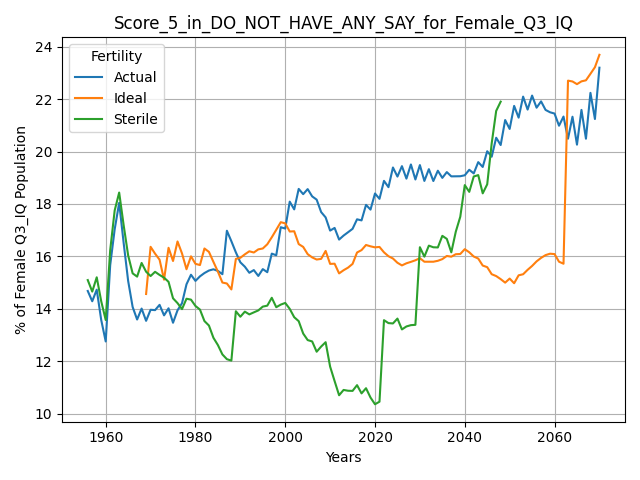 Score_5_in_DO_NOT_HAVE_ANY_SAY_for_Female_Q3_IQ
Fertility
Actual
Ideal
Sterile
% of Female Q3_IQ Population
24
22
20
18
16
14
12
10
1960 1980 2000 2020 2040 2060
Years